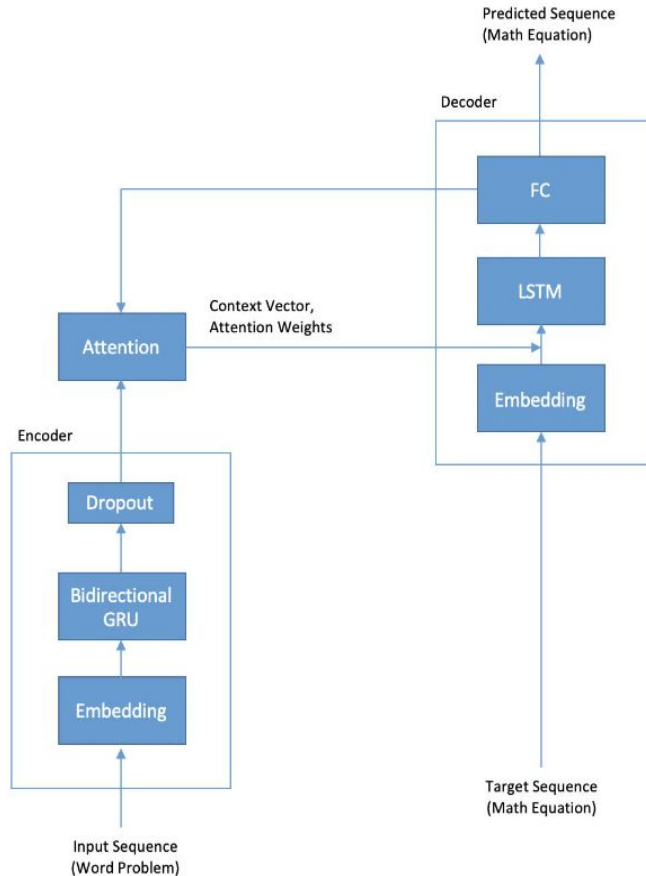 Predicted Sequence
(Math Equation)
Decoder
FC
LSTM
Context Vector,
Attention Weights
Attention
Embedding
Encoder
Dropout
Bidirectional
GRU
Embedding
Target Sequence
(Math Equation)
Input Sequence
(Word Problem)